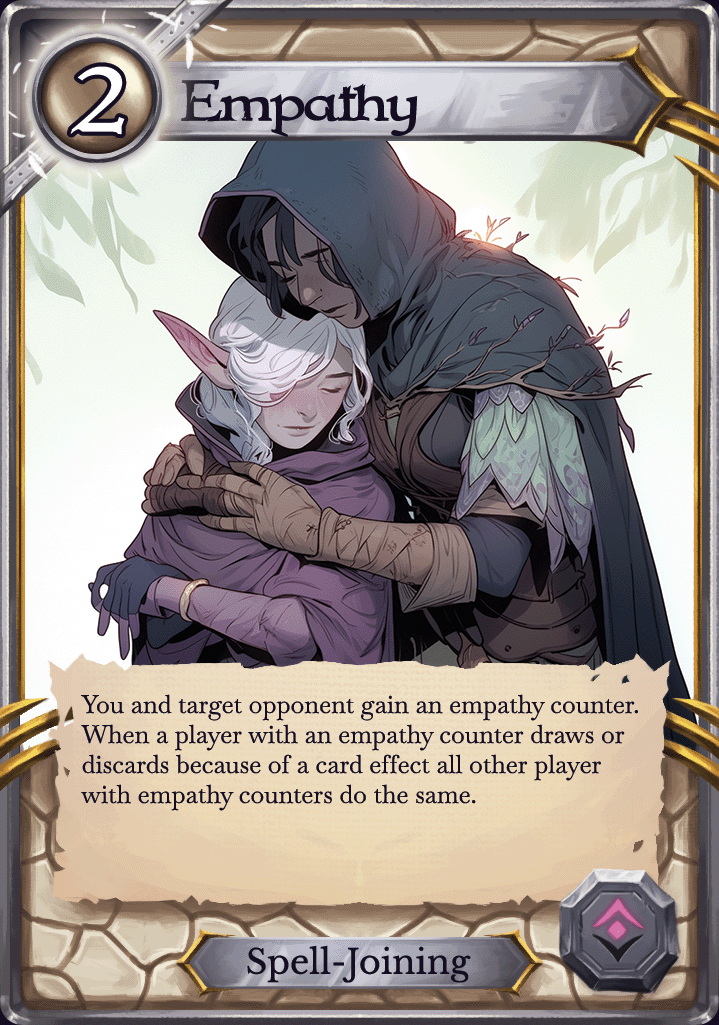 2
Empathy
You and target opponent gain an empathy counter.
When a player with an empathy counter draws or
discards because of a card effect all other player
with empathy counters do the same.
Spell-Joining